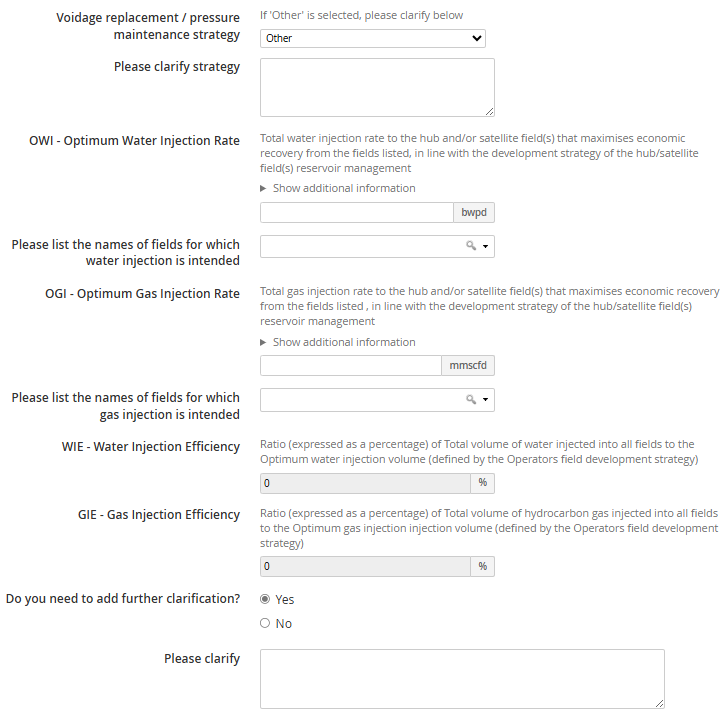 Voidage replacement / pressure
maintenance strategy
If 'Other' is selected, please clarify below
Other
Please clarify strategy
OWI - Optimum Water Injection Rate
Total water injection rate to the hub and/or satellite field(s) that maximises economic
recovery from the fields listed, in line with the development strategy of the hub/satellite
field(s) reservoir management
Show additional information
bwpd
Please list the names of fields for which
water injection is intended
OGI - Optimum Gas Injection Rate
Total gas injection rate to the hub and/or satellite field(s) that maximises economic recovery
from the fields listed , in line with the development strategy of the hub/satellite field(s)
reservoir management
Show additional information
mmscfd
Please list the names of fields for which
gas injection is intended
WIE - Water Injection Efficiency
Ratio (expressed as a percentage) of Total volume of water injected into all fields to the
Optimum water injection volume (defined by the Operators field development strategy)
0 %
GIE - Gas Injection Efficiency
Ratio (expressed as a percentage) of Total volume of hydrocarbon gas injected into all fields
to the Optimum gas injection injection volume (defined by the Operators field development
strategy)
0 %
Do you need to add further clarification?
Yes
No
Please clarify